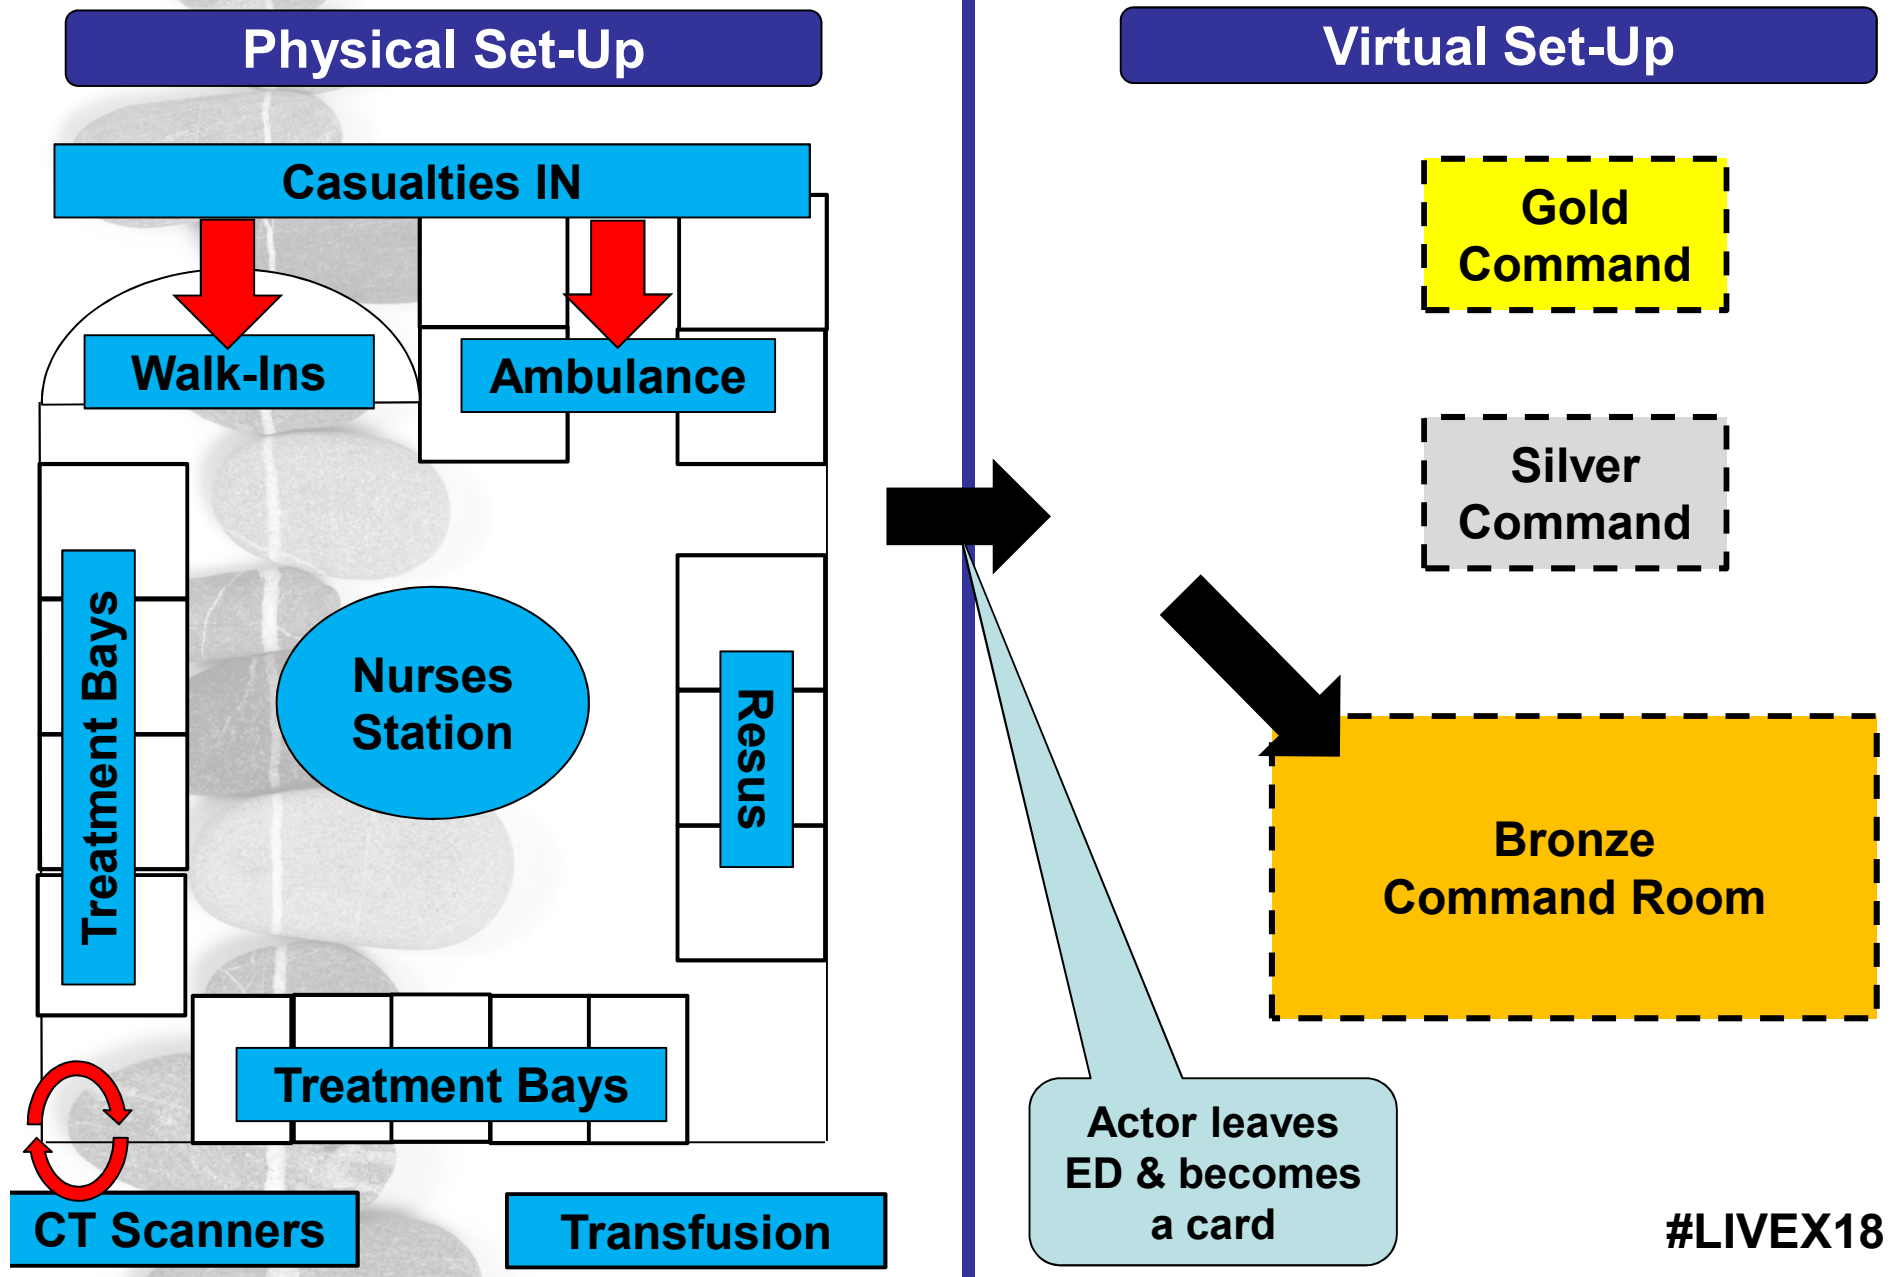 Physical Set-Up
Casualties IN
Walk-Ins
Ambulance
Treatment Bays
Nurses
Station
Resus
Treatment Bays
CT Scanners
Transfusion
Virtual Set-Up
Gold
Command
Silver
Command
Bronze
Command Room
Actor leaves
ED & becomes
a card
#LIVEX18